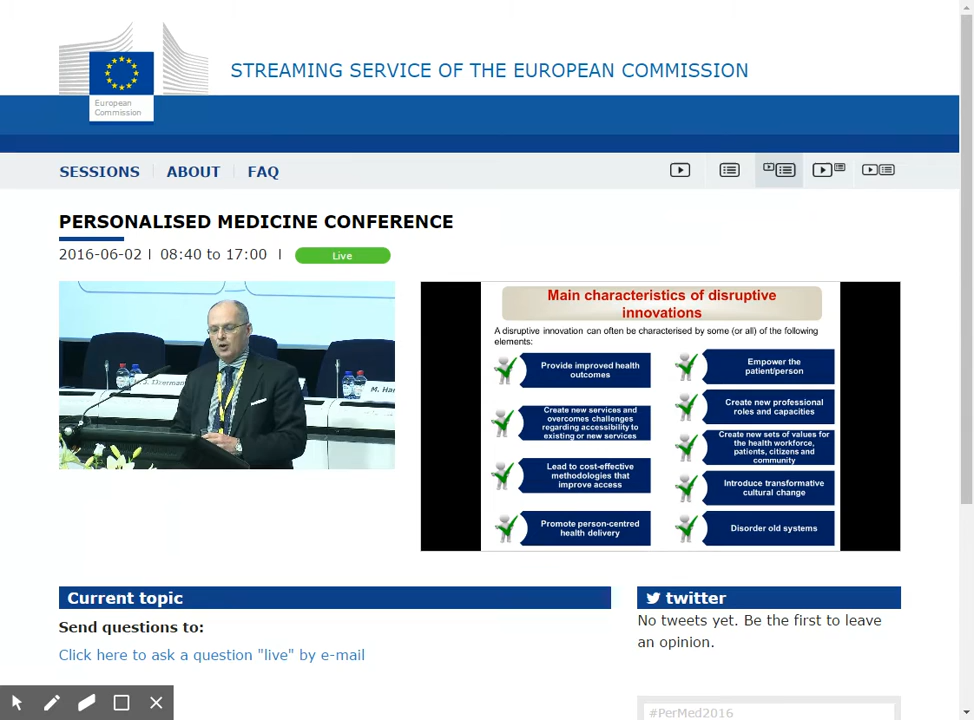 European
Commission
STREAMING SERVICE OF THE EUROPEAN COMMISSION
SESSIONS
ABOUT
FAQ
PERSONALISED MEDICINE CONFERENCE
2016-06-02 | 08:40 to 17:00 |
Live
M. Ha
Main characteristics of disruptive
innovations
A disruptive innovation can often be characterised by some (or all) of the following
elements:
Provide improved health
outcomes
Create new services and
overcomes challenges
regarding accessibility to
existing or new services
Lead to cost-effective
methodologies that
improve access
Promote person-centred
health delivery
Empower the
patient/person
Create new professional
roles and capacities
Create new sets of values for
the health workforce,
patients, citizens and
community
Introduce transformative
cultural change
Disorder old systems
Current topic
Send questions to:
Click here to ask a question "live" by e-mail
twitter
No tweets yet. Be the first to leave
an opinion.
#PerMed2016